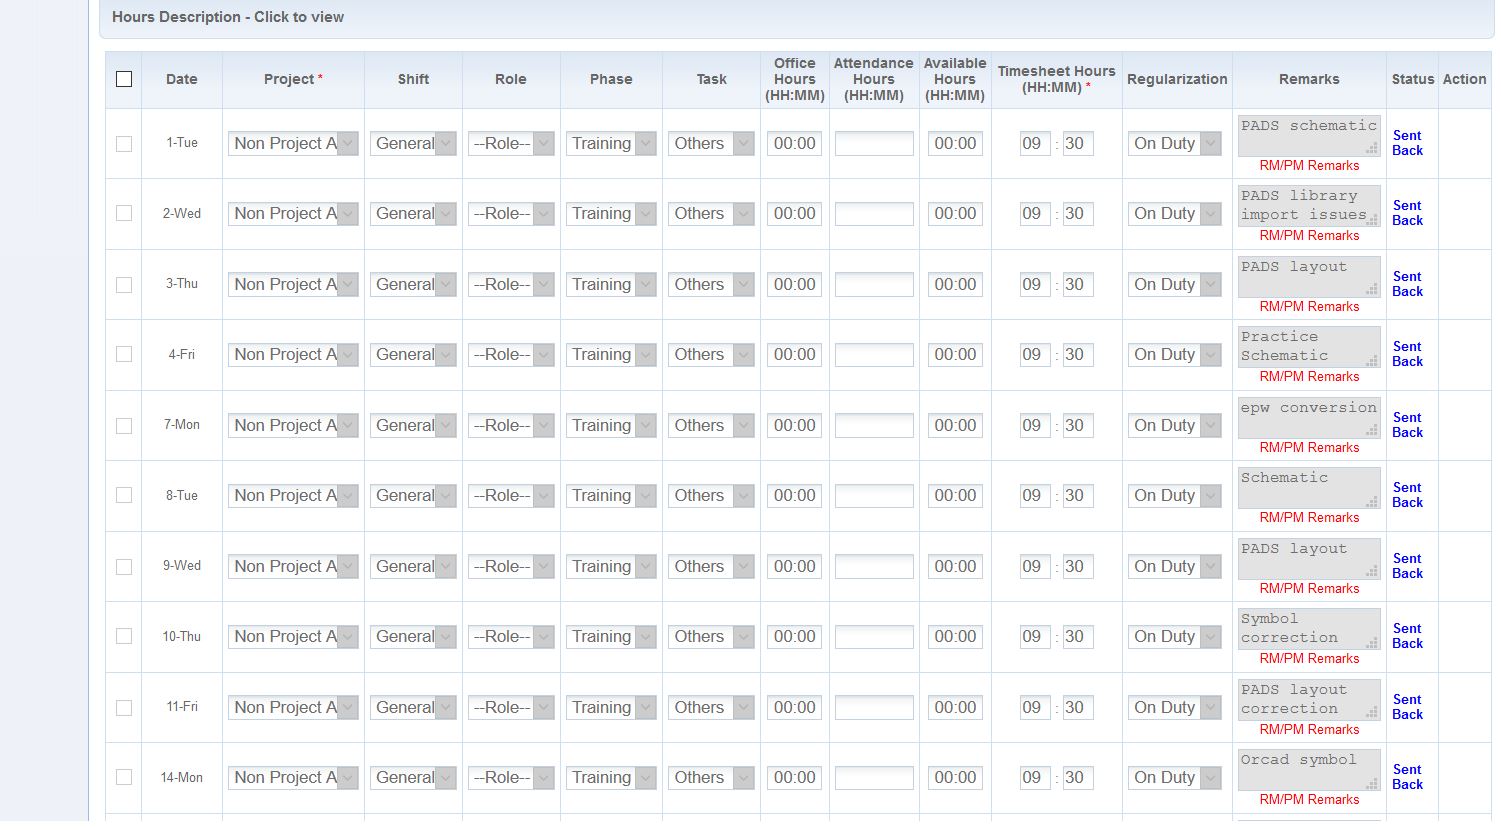 Hours Description - Click to view
Date Project * Shift Role Phase Task Office Hours (HH:MM) Attendance Hours (HH:MM) Available Hours (HH:MM) Timesheet Hours (HH:MM) * Regularization Remarks Status Action
1-Tue Non Project A General --Role-- Training Others 00:00 00:00 09 : 30 On Duty PADS schematic Sent Back
RM/PM Remarks
2-Wed Non Project A General --Role-- Training Others 00:00 00:00 09 : 30 On Duty PADS library import issues Sent Back
RM/PM Remarks
3-Thu Non Project A General --Role-- Training Others 00:00 00:00 09 : 30 On Duty PADS layout Sent Back
RM/PM Remarks
4-Fri Non Project A General --Role-- Training Others 00:00 00:00 09 : 30 On Duty Practice Schematic Sent Back
RM/PM Remarks
7-Mon Non Project A General --Role-- Training Others 00:00 00:00 09 : 30 On Duty epw conversion Sent Back
RM/PM Remarks
8-Tue Non Project A General --Role-- Training Others 00:00 00:00 09 : 30 On Duty Schematic Sent Back
RM/PM Remarks
9-Wed Non Project A General --Role-- Training Others 00:00 00:00 09 : 30 On Duty PADS layout Sent Back
RM/PM Remarks
10-Thu Non Project A General --Role-- Training Others 00:00 00:00 09 : 30 On Duty Symbol correction Sent Back
RM/PM Remarks
11-Fri Non Project A General --Role-- Training Others 00:00 00:00 09 : 30 On Duty PADS layout correction Sent Back
RM/PM Remarks
14-Mon Non Project A General --Role-- Training Others 00:00 00:00 09 : 30 On Duty Orcad symbol Sent Back
RM/PM Remarks